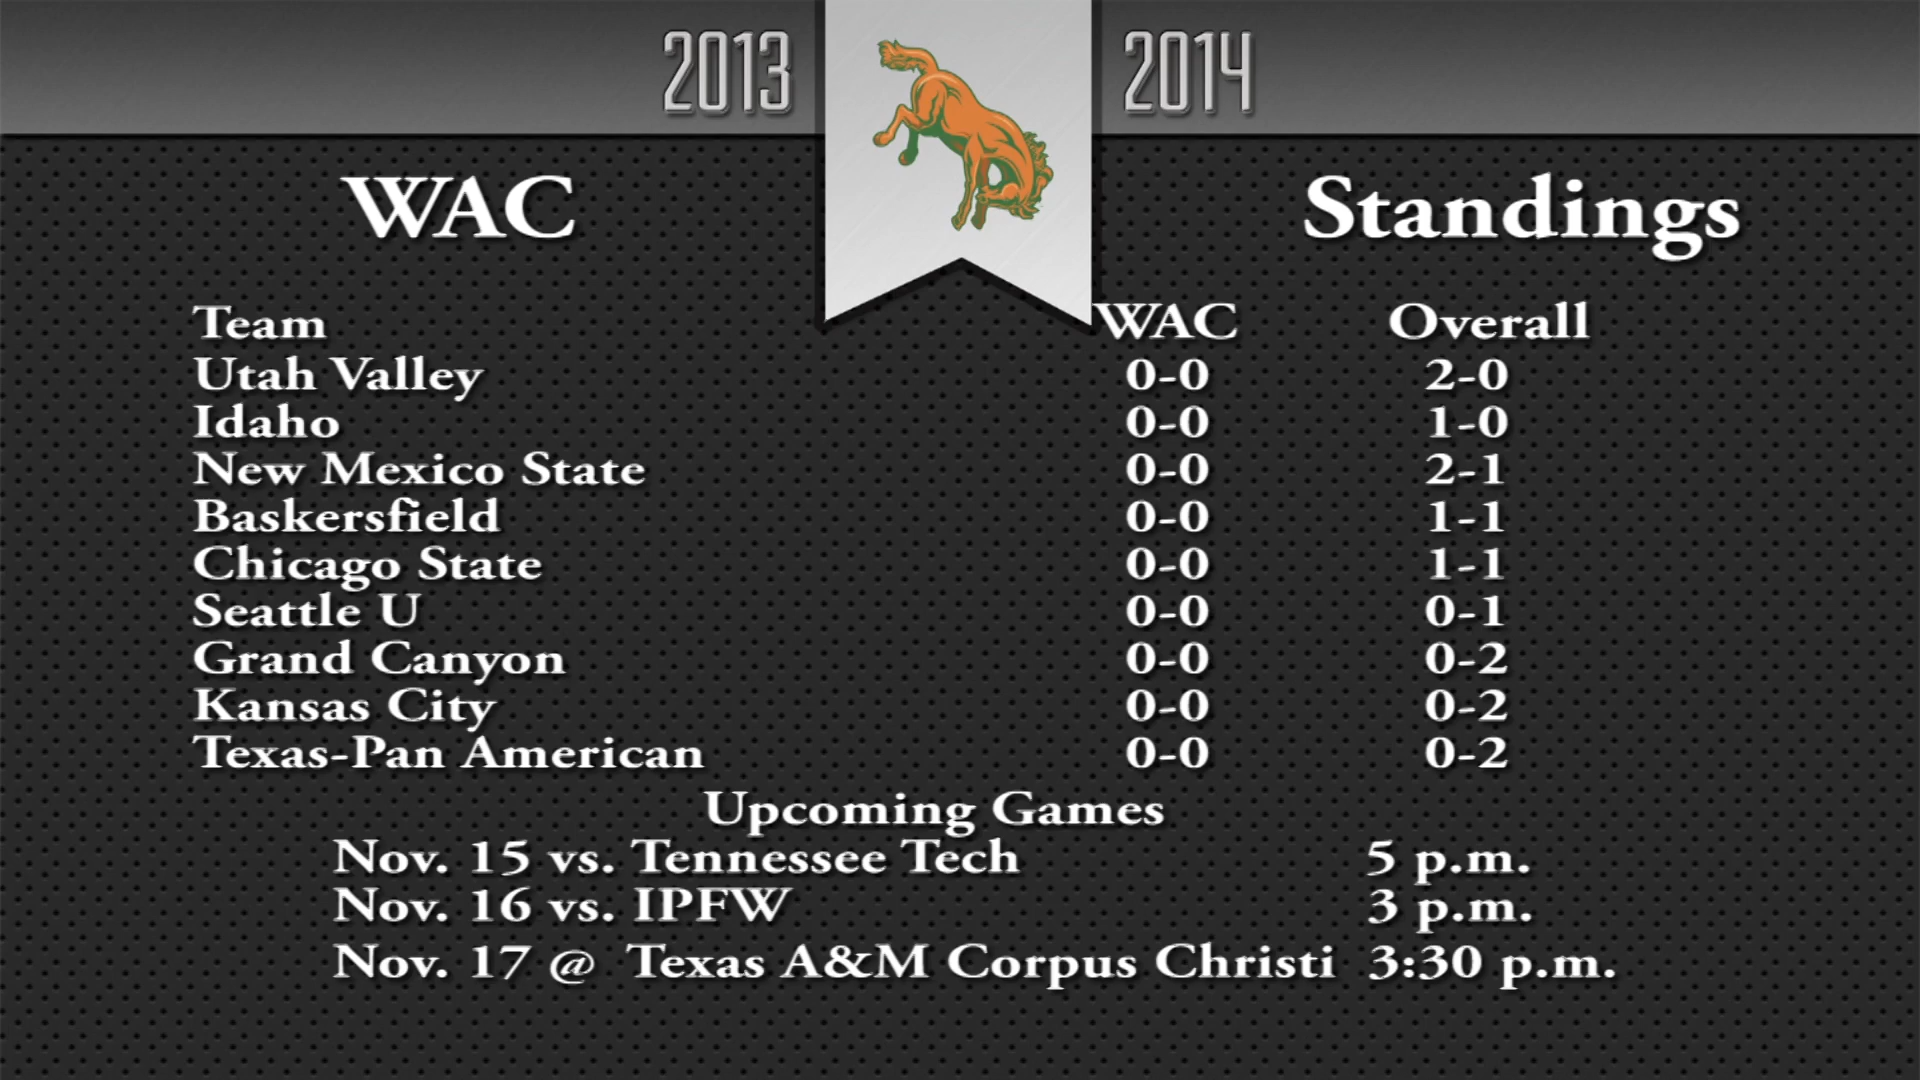 2013 2014
WAC Standings
Team WAC Overall
Utah Valley 0-0 2-0
Idaho 0-0 1-0
New Mexico State 0-0 2-1
Baskersfield 0-0 1-1
Chicago State 0-0 1-1
Seattle U 0-0 0-1
Grand Canyon 0-0 0-2
Kansas City 0-0 0-2
Texas-Pan American 0-0 0-2
Upcoming Games
Nov. 15 vs. Tennessee Tech 5 p.m.
Nov. 16 vs. IPFW 3 p.m.
Nov. 17 @ Texas A&M Corpus Christi 3:30 p.m.